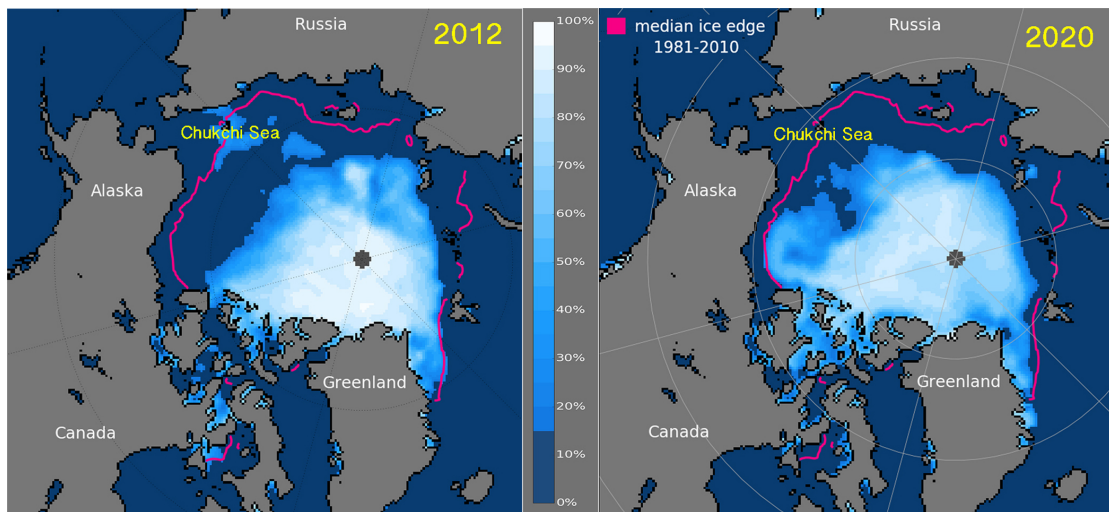 Russia
2012
Chukchi Sea
Alaska
Greenland
Canada
100%
90%
80%
70%
60%
50%
40%
30%
20%
10%
0%
median ice edge
1981-2010
Russia
2020
Chukchi Sea
Alaska
Greenland
Canada